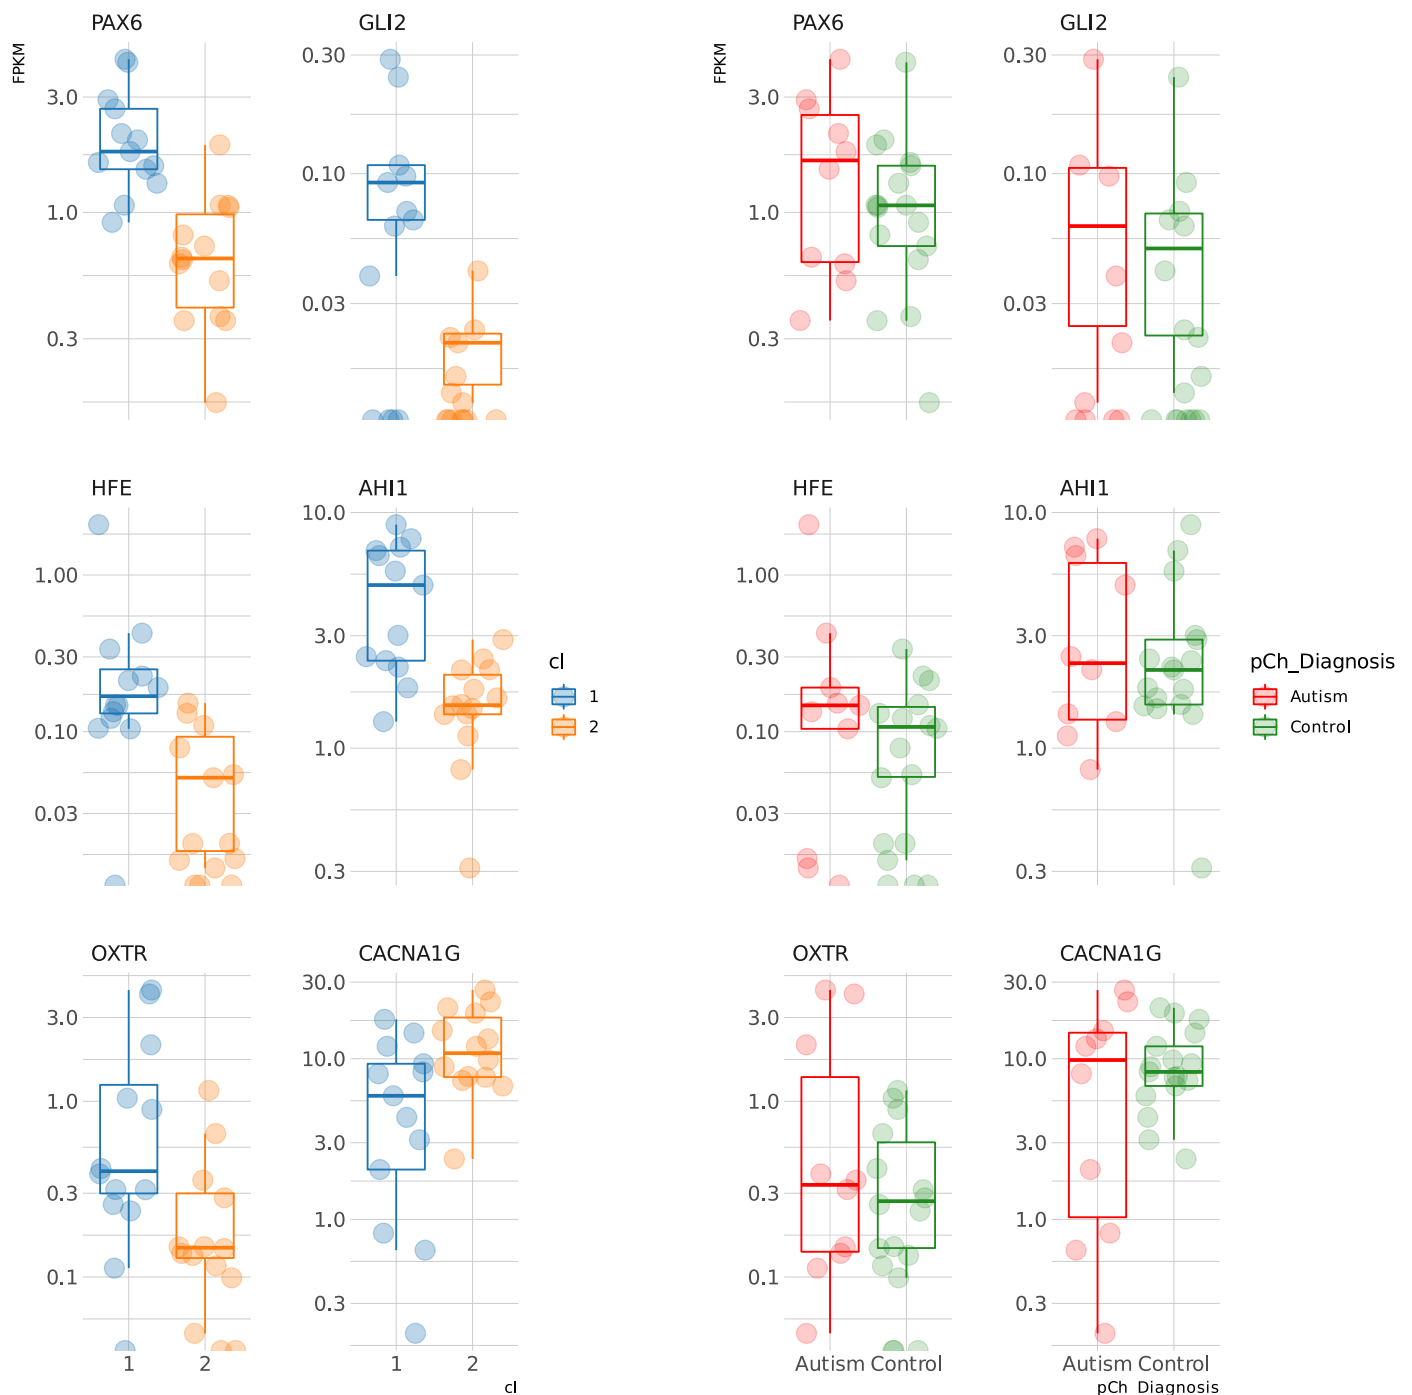 PAX6 GLI2 PAX6 GLI2
FPKM FPKM
0.30 0.30
3.0 3.0
0.10 0.10
1.0 1.0
0.03 0.03
0.3 0.3
HFE AHI1 HFE AHI1
10.0 10.0
1.00 1.00
3.0 3.0
0.30 0.30
cl pCh_Diagnosis
1 Autism
2 Control
0.10 0.10
1.0 1.0
0.03 0.03
0.3 0.3
OXTR CACNA1G OXTR CACNA1G
30.0 30.0
3.0 3.0
10.0 10.0
1.0 1.0
3.0 3.0
0.3 0.3
1.0 1.0
0.1 0.1
0.3 0.3
1 2 1 2 Autism Control Autism Control
cl pCh_Diagnosis